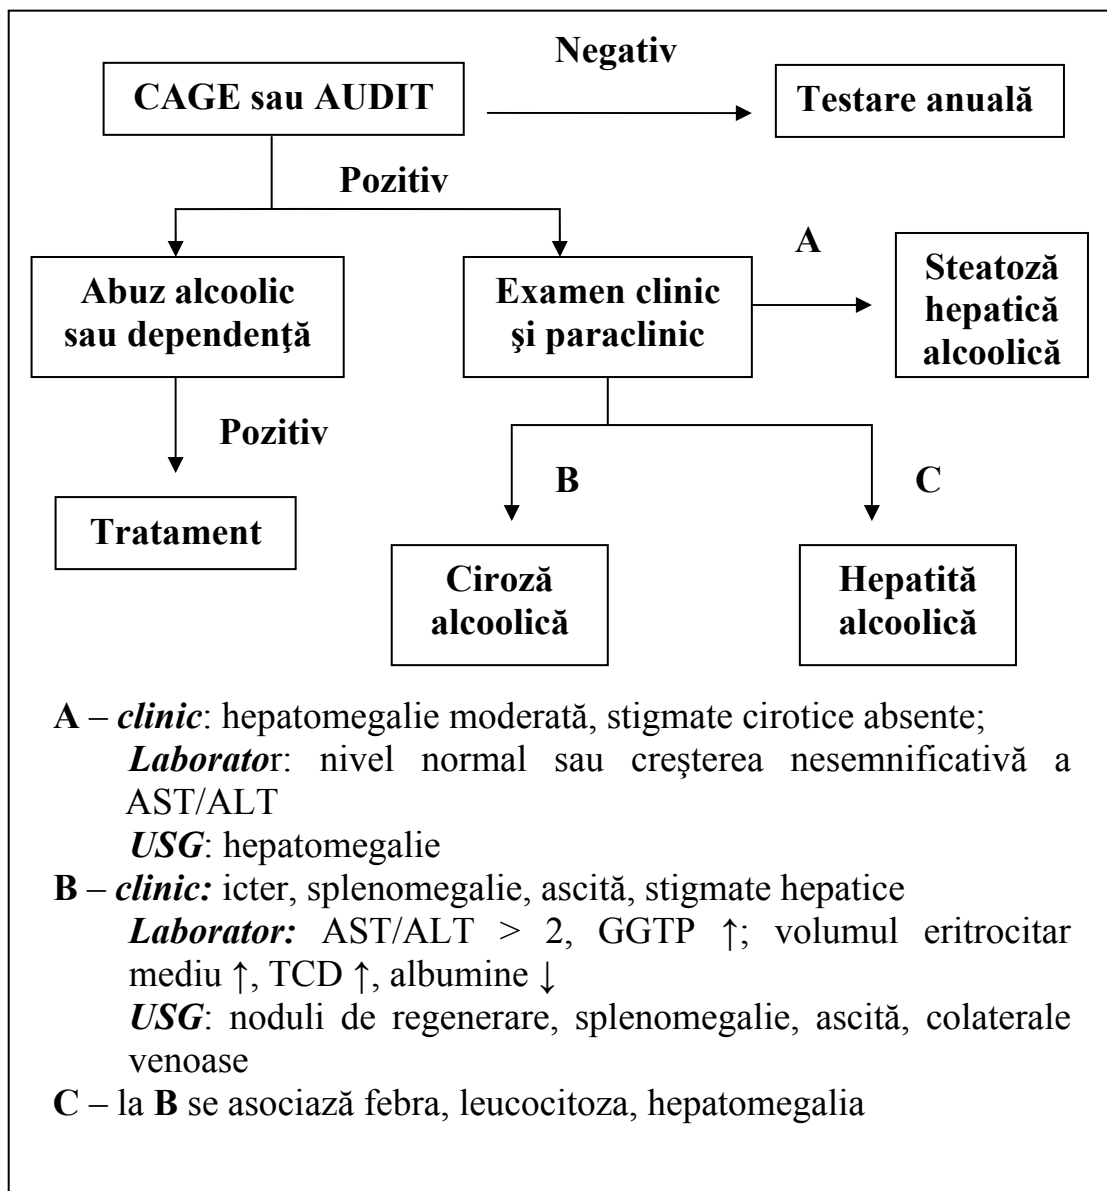 Negativ
CAGE sau AUDIT
Testare anuală
Pozitiv
A
Abuz alcoolic
sau dependenţă
Examen clinic
şi paraclinic
Steatoză
hepatică
alcoolică
Pozitiv
B
C
Tratament
Ciroză
alcoolică
Hepatită
alcoolică
A – clinic: hepatomegalie moderată, stigmate cirotice absente;
Laborator: nivel normal sau creşterea nesemnificativă a
AST/ALT
USG: hepatomegalie
B – clinic: icter, splenomegalie, ascită, stigmate hepatice
Laborator: AST/ALT > 2, GGTP ↑; volumul eritrocitar
mediu ↑, TCD ↑, albumine ↓
USG: noduli de regenerare, splenomegalie, ascită, colaterale
venoase
C – la B se asociază febra, leucocitoza, hepatomegalia